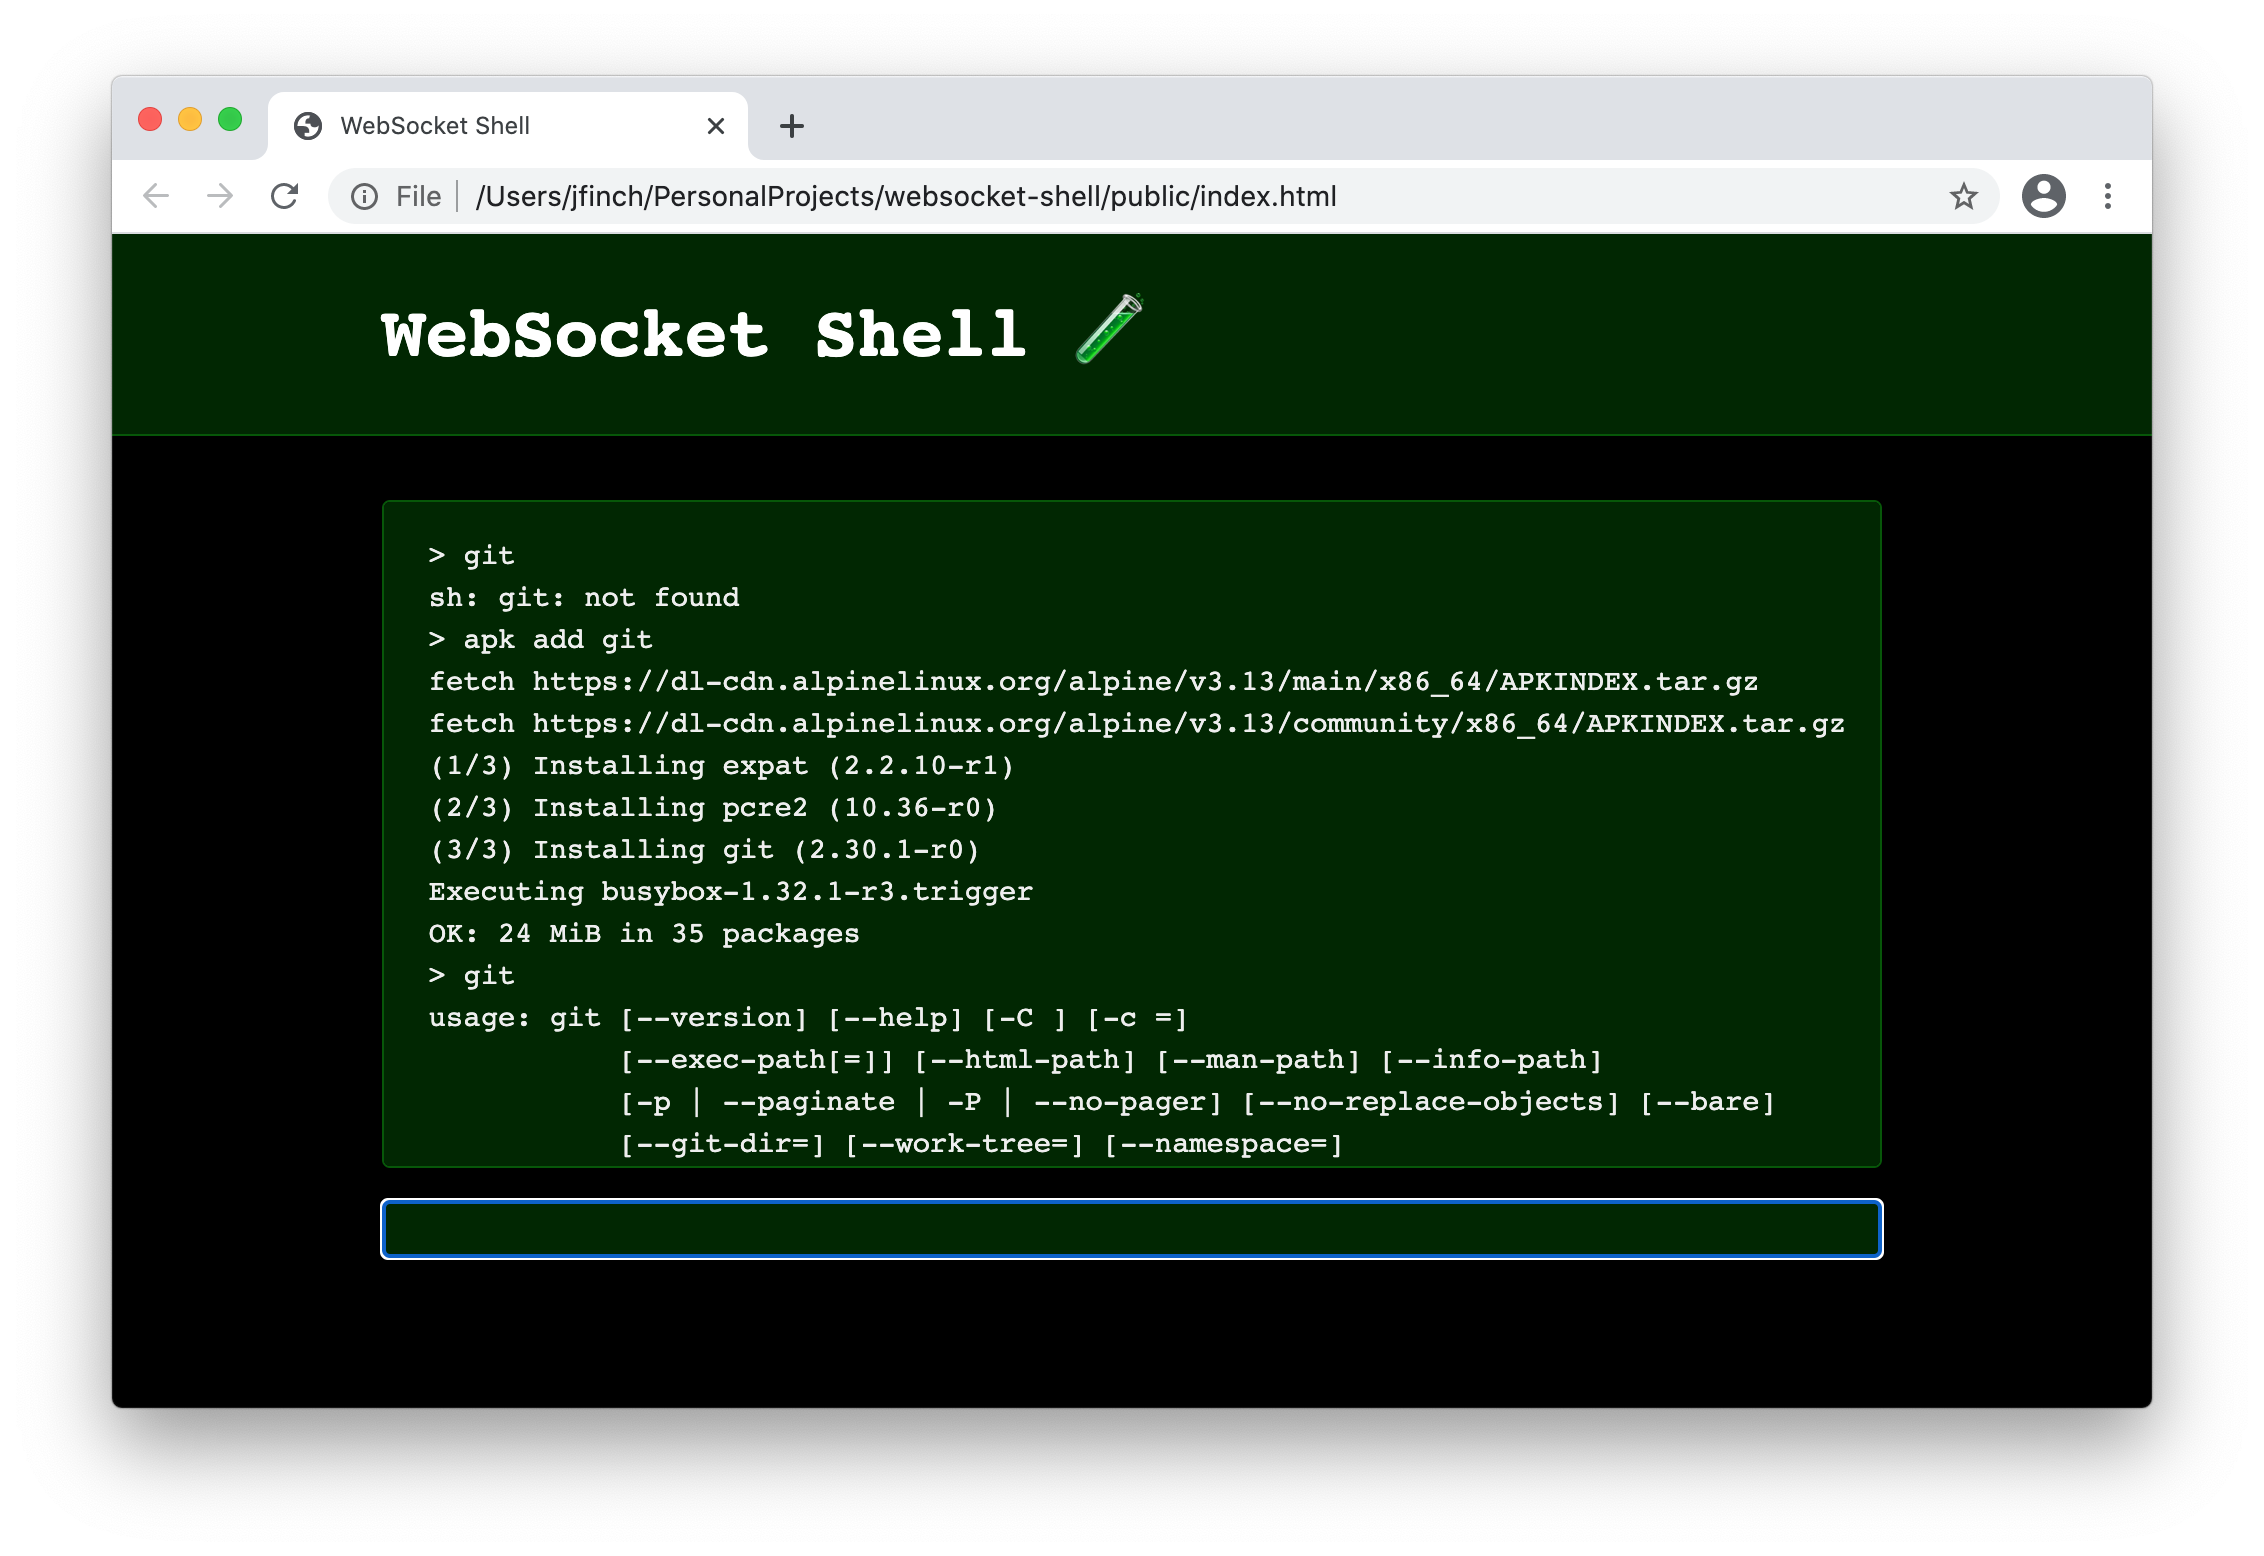 WebSocket Shell
File /Users/jfinch/PersonalProjects/websocket-shell/public/index.html
WebSocket Shell
> git
sh: git: not found
> apk add git
fetch https://dl-cdn.alpinelinux.org/alpine/v3.13/main/x86_64/APKINDEX.tar.gz
fetch https://dl-cdn.alpinelinux.org/alpine/v3.13/community/x86_64/APKINDEX.tar.gz
(1/3) Installing expat (2.2.10-r1)
(2/3) Installing pcre2 (10.36-r0)
(3/3) Installing git (2.30.1-r0)
Executing busybox-1.32.1-r3.trigger
OK: 24 MiB in 35 packages
> git
usage: git [--version] [--help] [-C ] [-c =]
           [--exec-path[=]] [--html-path] [--man-path] [--info-path]
           [-p | --paginate | -P | --no-pager] [--no-replace-objects] [--bare]
           [--git-dir=] [--work-tree=] [--namespace=]